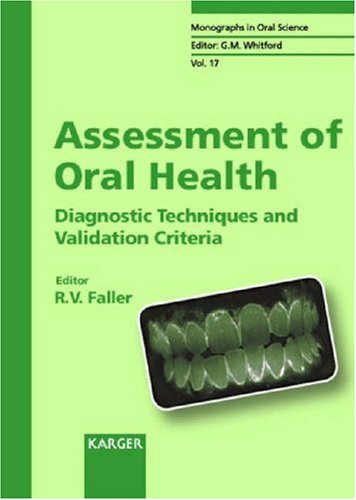 Monographs in Oral Science
Editor: G.M. Whitford
Vol. 17
Assessment of
Oral Health
Diagnostic Techniques and
Validation Criteria
Editor
R.V. Faller
KARGER